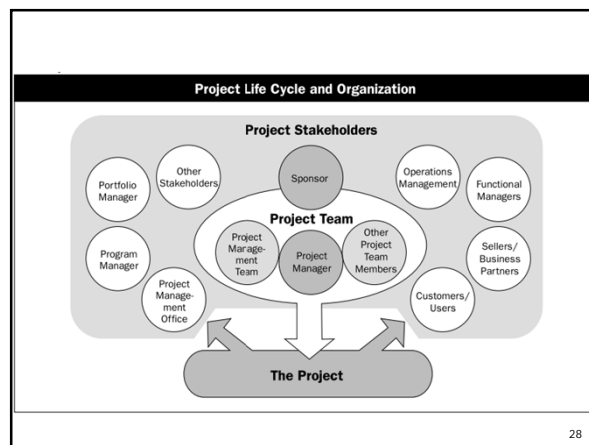 Project Life Cycle and Organization
Project Stakeholders
Portfolio
Manager
Other
Stakeholders
Sponsor
Operations
Management
Functional
Managers
Project Team
Program
Manager
Project
Manage-
ment
Team
Project
Manager
Other
Project
Team
Members
Sellers/
Business
Partners
Project
Manage-
ment
Office
Customers/
Users
The Project
28